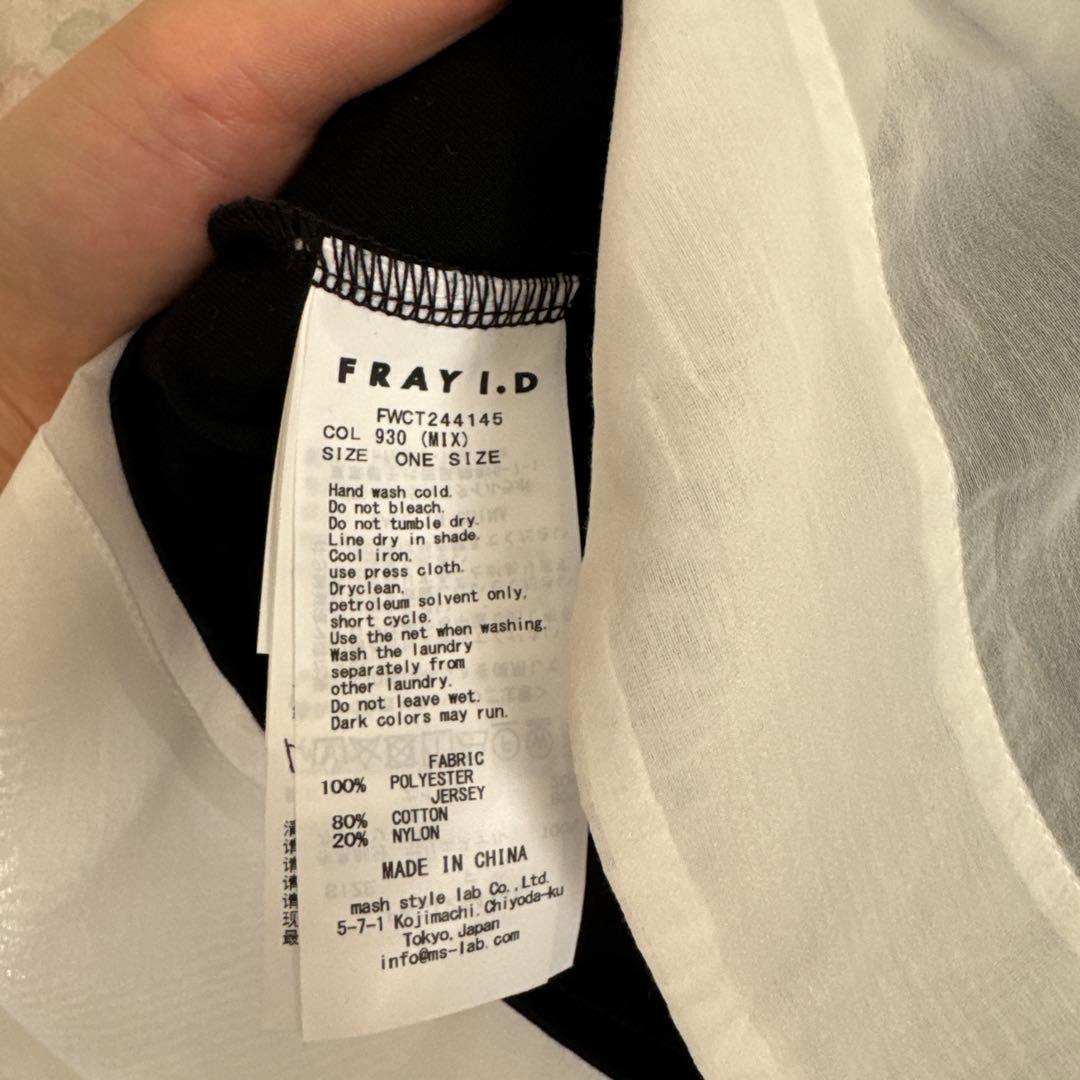 FRAY I.D
FWCT244145
COL 930 (MIX)
SIZE ONE SIZE
Hand wash cold.
Do not bleach.
Do not tumble dry.
Line dry in shade.
Cool iron.
use press cloth.
Dryclean,
petroleum solvent only,
short cycle.
Use the net when washing.
Wash the laundry
separately from
other laundry.
Do not leave wet.
Dark colors may run.
FABRIC
100% POLYESTER
JERSEY
80% COTTON
20% NYLON
MADE IN CHINA
mash style lab Co.,Ltd.
5-7-1 Kojimachi,Chiyoda-ku
Tokyo,Japan
info@ms-lab.com